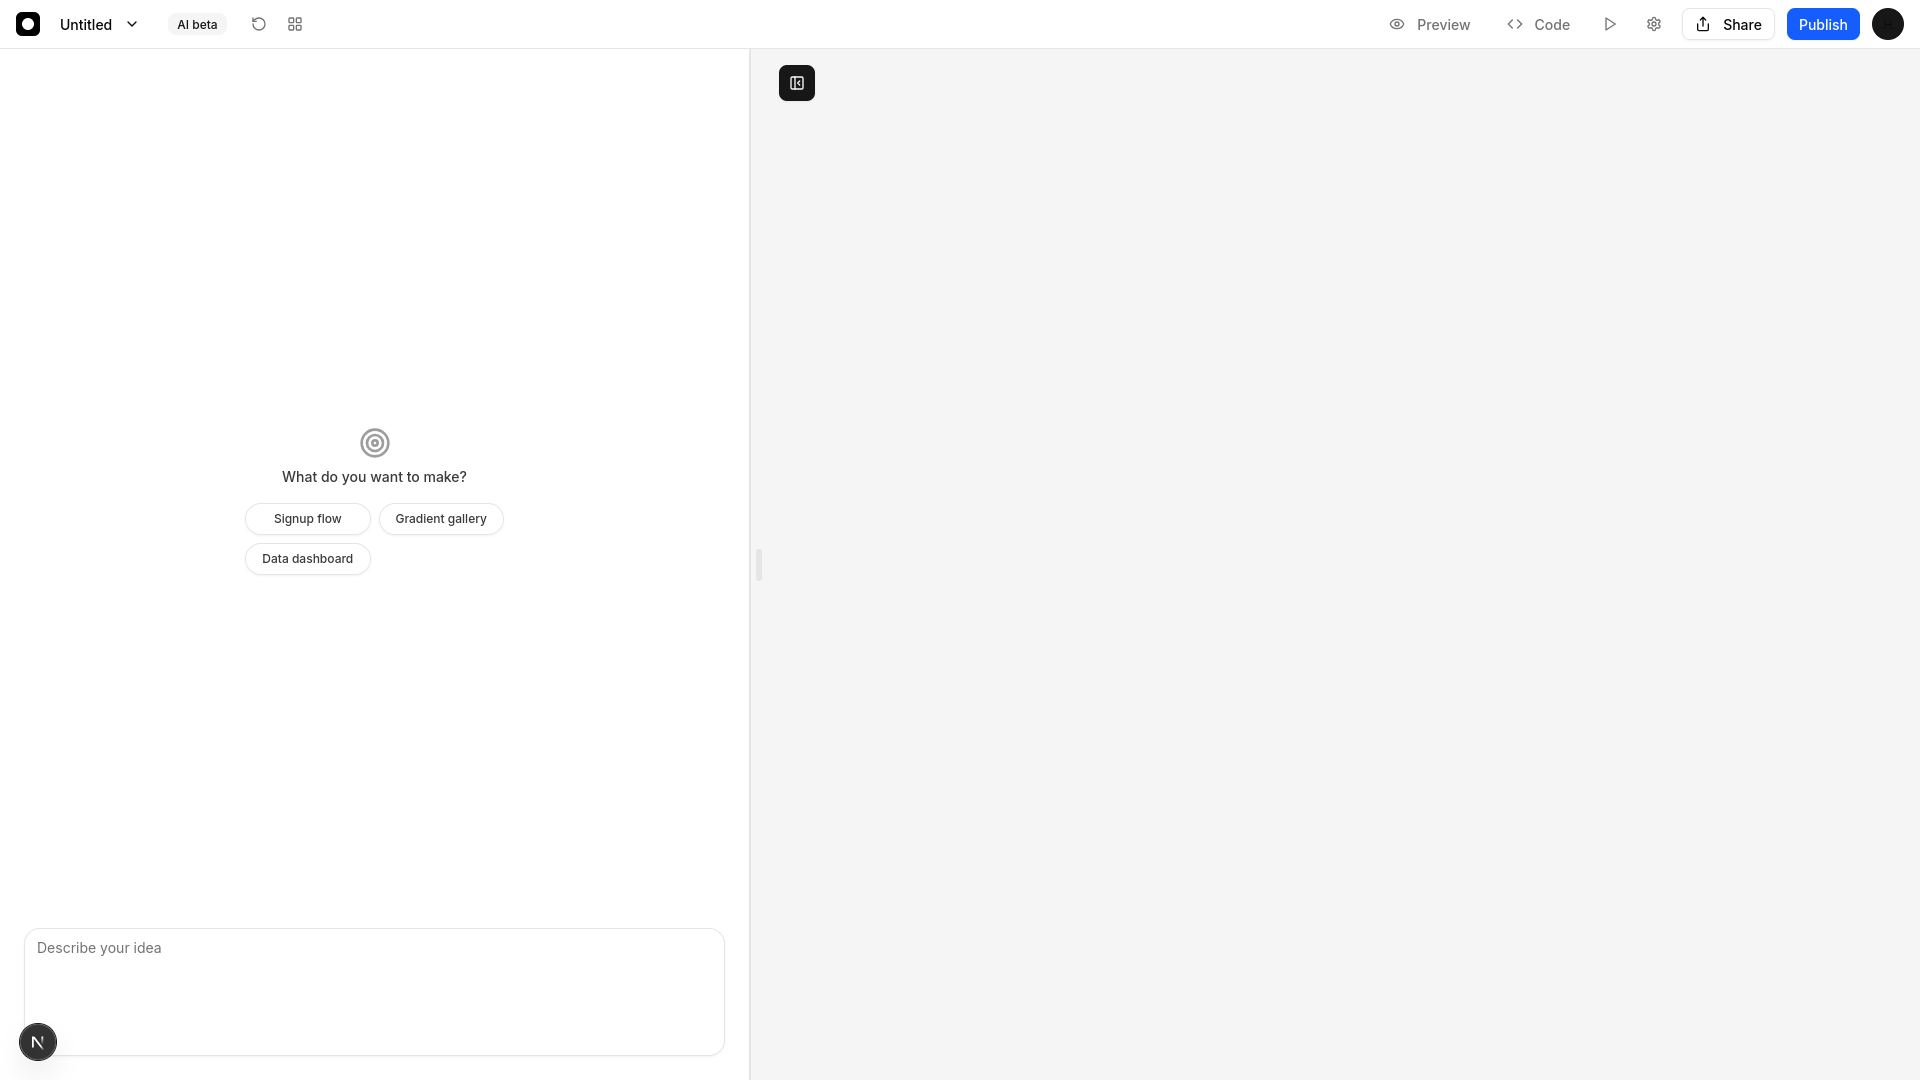 Untitled
AI beta
Preview
Code
Share
Publish
What do you want to make?
Signup flow
Gradient gallery
Data dashboard
Describe your idea
N